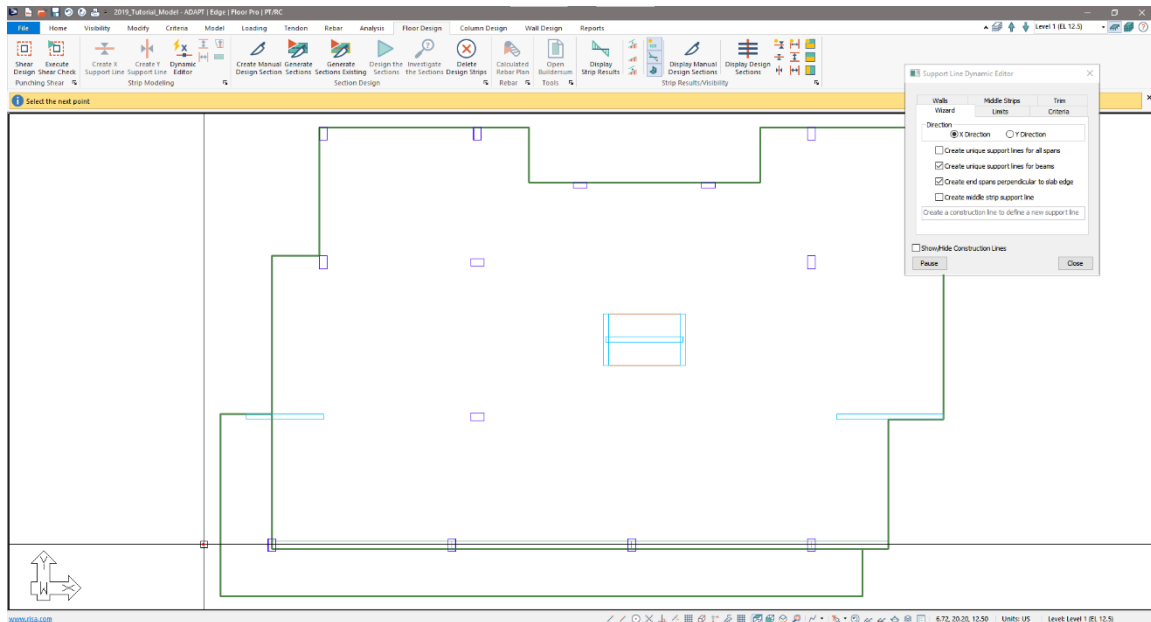 2019_Tutorial_Model - ADAPT | Edge | Floor Pro | PT/RC
File Home Visibility Modify Criteria Model Loading Tendon Rebar Analysis Floor Design Column Design Wall Design Reports
Level 1 (EL 12.5)
Shear Design
Execute Shear Check
Create X Support Line
Create Y Support Line
Dynamic Editor
Create Manual Design Section
Generate Sections
Generate Sections Existing
Design the Sections
Investigate the Sections
Delete Design Strips
Calculated Rebar Plan
Open Buildersum
Display Strip Results
Display Manual Design Sections
Display Design Sections
Punching Shear
Strip Modeling
Section Design
Rebar
Tools
Strip Results/Visibility
Select the next point
Support Line Dynamic Editor
Walls Middle Strips Trim
Wizard Limits Criteria
Direction
X Direction Y Direction
Create unique support lines for all spans
Create unique support lines for beams
Create end spans perpendicular to slab edge
Create middle strip support line
Create a construction line to define a new support line
Show/Hide Construction Lines
Pause Close
Y
W X
www.risa.com
6.72, 20.20, 12.50 Units: US Level: Level 1 (EL 12.5)